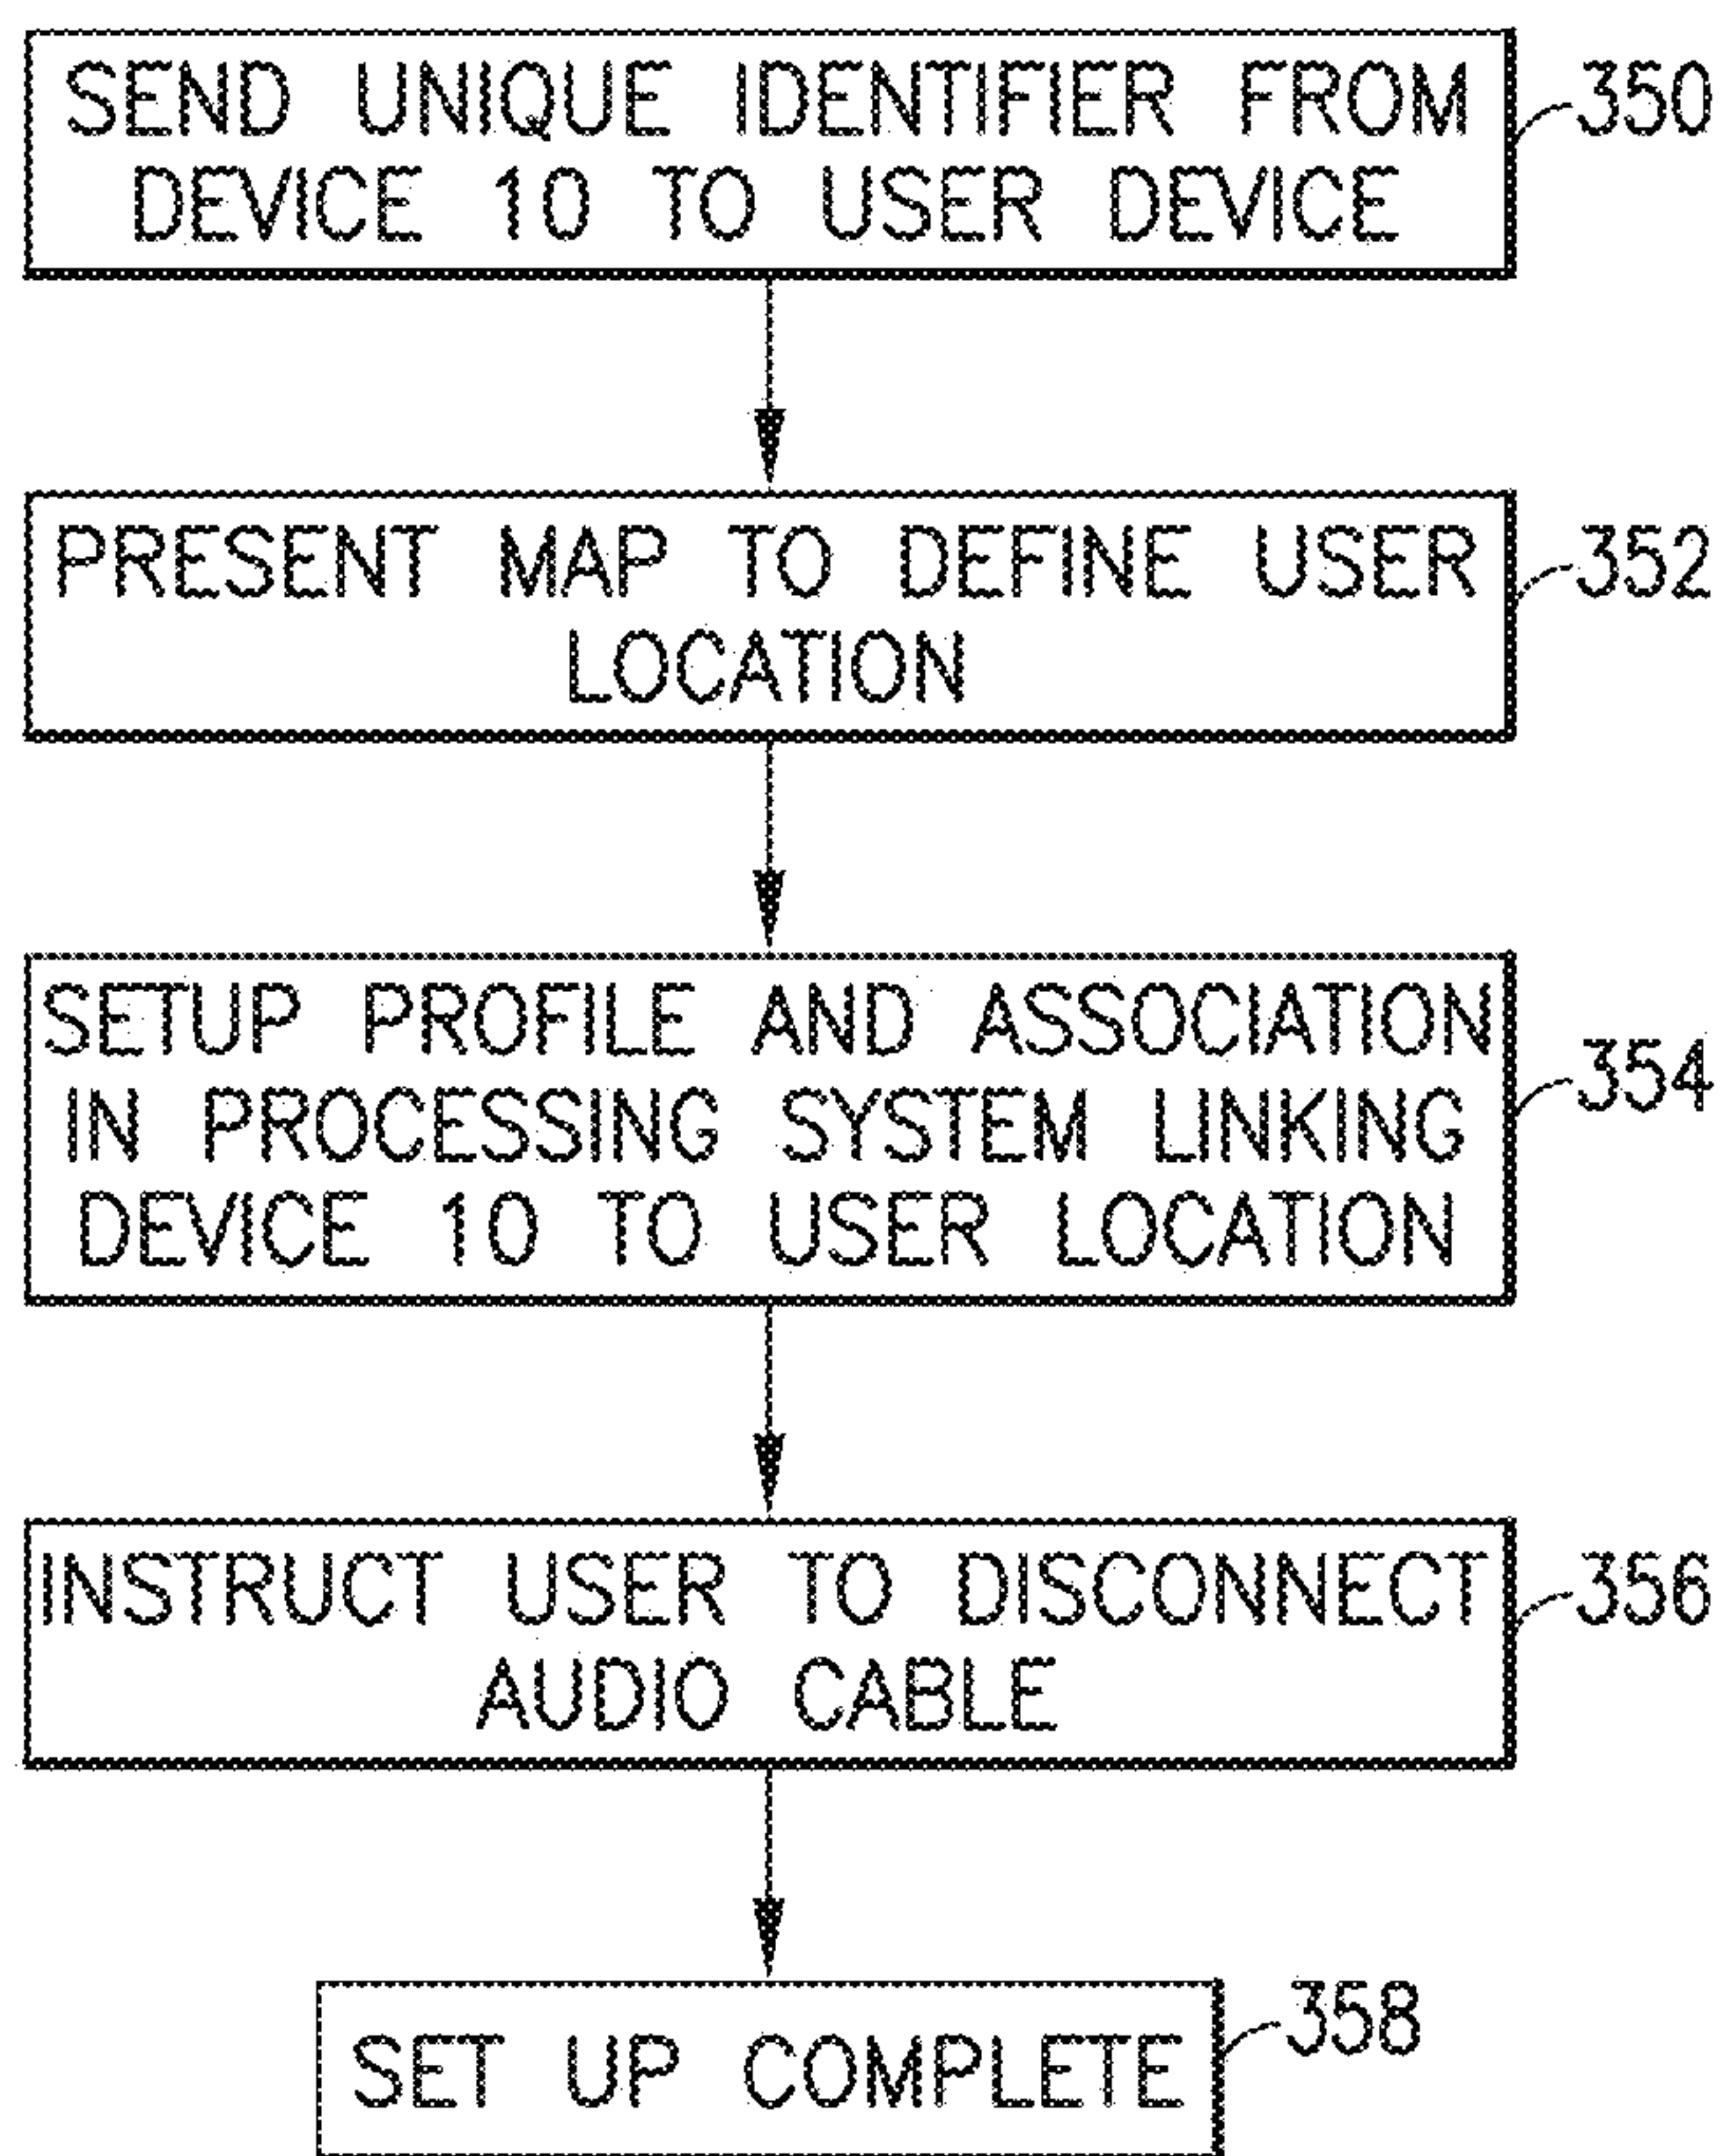 SEND UNIQUE IDENTIFIER FROM
DEVICE 10 TO USER DEVICE
350
PRESENT MAP TO DEFINE USER
LOCATION
352
SETUP PROFILE AND ASSOCIATION
IN PROCESSING SYSTEM LINKING
DEVICE 10 TO USER LOCATION
354
INSTRUCT USER TO DISCONNECT
AUDIO CABLE
356
SET UP COMPLETE
358